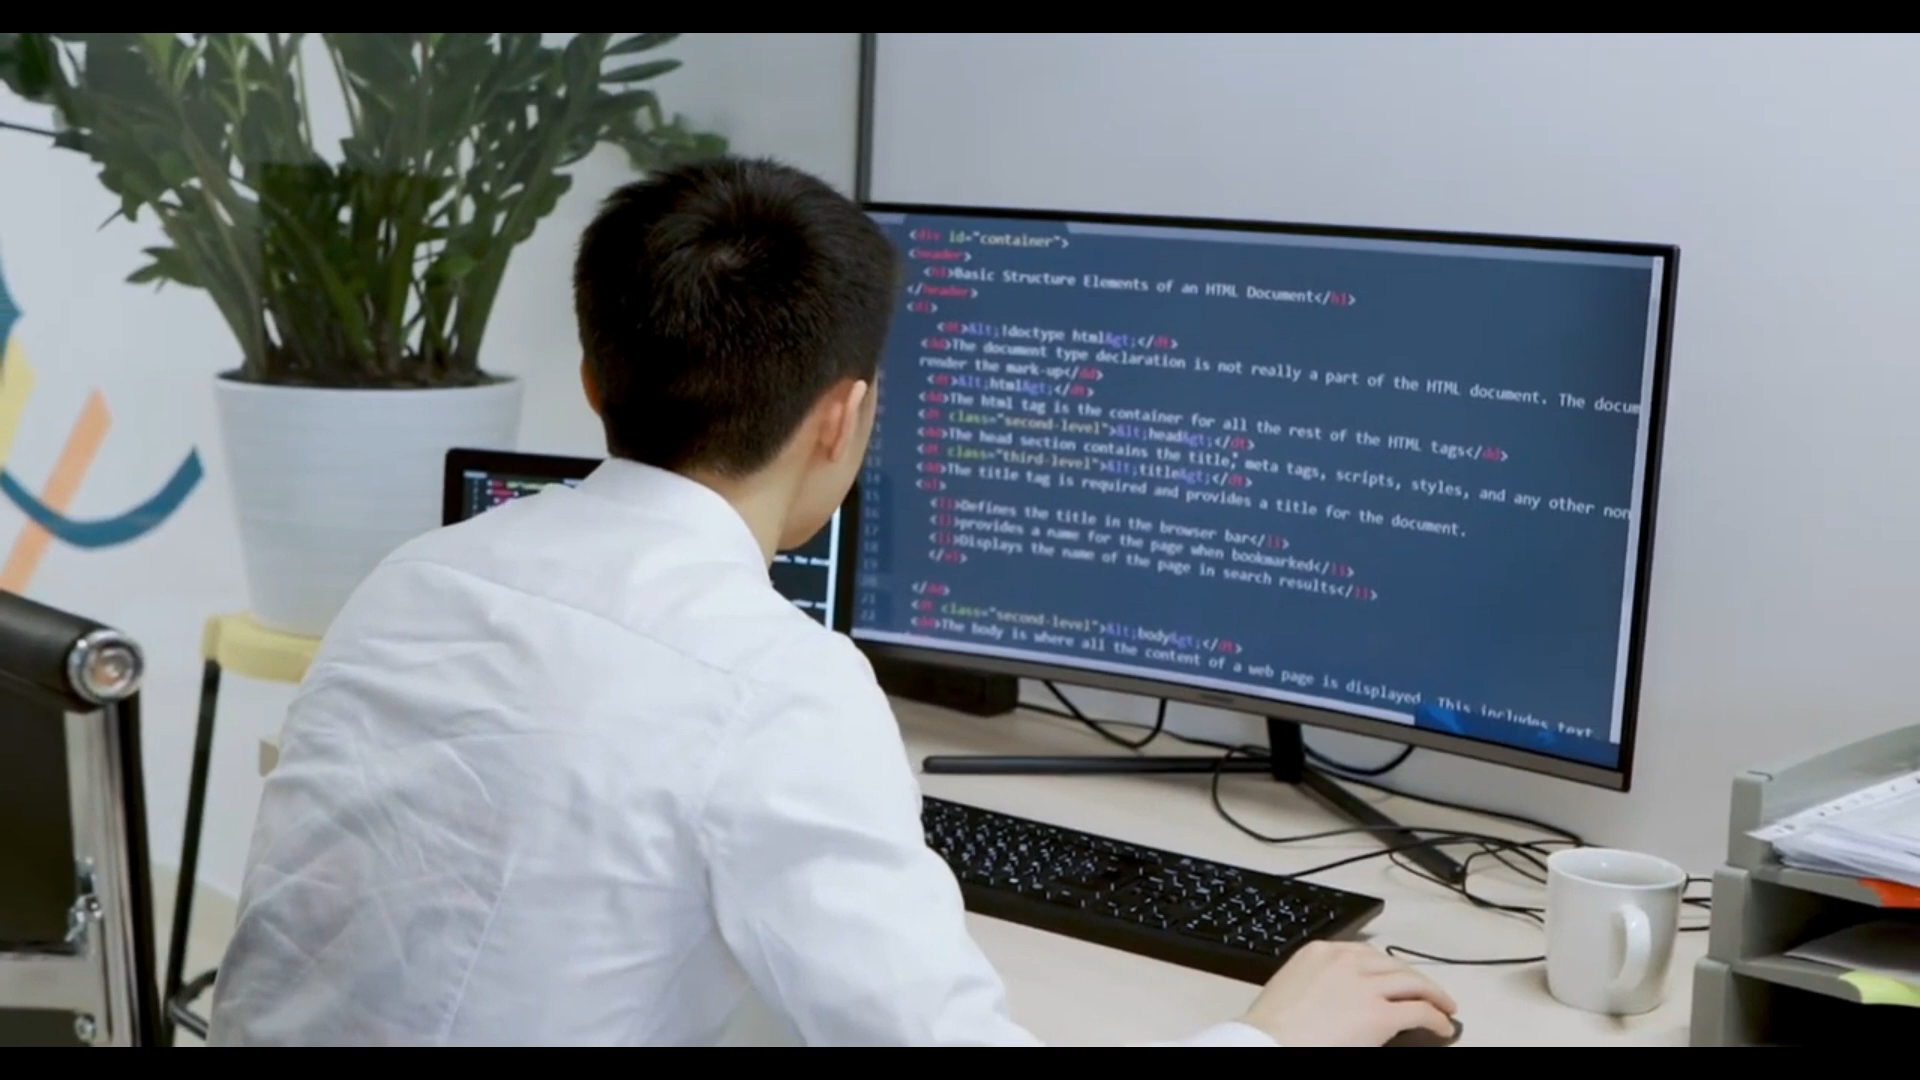 <div id="container">
<header>
<h1>Basic Structure Elements of an HTML Document</h1>
</header>
<dl>
<dt>&lt;!doctype html&gt;</dt>
<dd>The document type declaration is not really a part of the HTML document. The docum
render the mark-up</dd>
<dt>&lt;html&gt;</dt>
<dd>The html tag is the container for all the rest of the HTML tags</dd>
<dt class="second-level">&lt;head&gt;</dt>
<dd>The head section contains the title, meta tags, scripts, styles, and any other non
<dt class="third-level">&lt;title&gt;</dt>
<dd>The title tag is required and provides a title for the document.
<ul>
<li>Defines the title in the browser bar</li>
<li>provides a name for the page when bookmarked</li>
<li>Displays the name of the page in search results</li>
</ul>
</dd>
<dt class="second-level">&lt;body&gt;</dt>
<dd>The body is where all the content of a web page is displayed. This includes text,